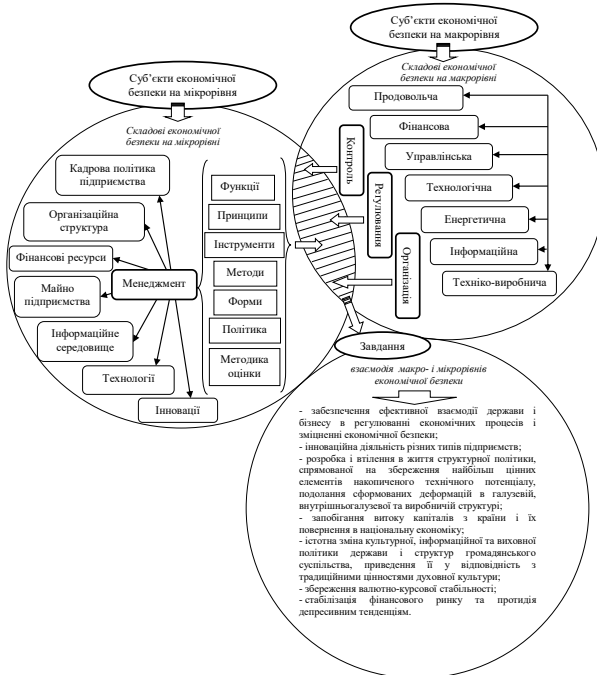 Суб’єкти економічної
безпеки на макрорівня
Складові економічної
безпеки на макрорівні
Продовольча
Фінансова
Управлінська
Технологічна
Енергетична
Інформаційна
Техніко-виробнича
Контроль
Регулювання
Організація
Суб’єкти економічної
безпеки на мікрорівня
Складові економічної
безпеки на мікрорівні
Кадрова політика
підприємства
Організаційна
структура
Фінансові ресурси
Майно
підприємства
Інформаційне
середовище
Технології
Інновації
Менеджмент
Функції
Принципи
Інструменти
Методи
Форми
Політика
Методика
оцінки
Завдання
взаємодія макро- і мікрорівнів
економічної безпеки
- забезпечення ефективної взаємодії держави і
бізнесу в регулюванні економічних процесів і
зміцненні економічної безпеки;
- інноваційна діяльність різних типів підприємств;
- розробка і втілення в життя структурної політики,
спрямованої на збереження найбільш цінних
елементів накопиченого технічного потенціалу,
подолання сформованих деформацій в галузевій,
внутрішньогалузевої та виробничій структурі;
- запобігання витоку капіталів з країни і їх
повернення в національну економіку;
- істотна зміна культурної, інформаційної та виховної
політики держави і структур громадянського
суспільства, приведення її у відповідність з
традиційними цінностями духовної культури;
- збереження валютно-курсової стабільності;
- стабілізація фінансового ринку та протидія
депресивним тенденціям.